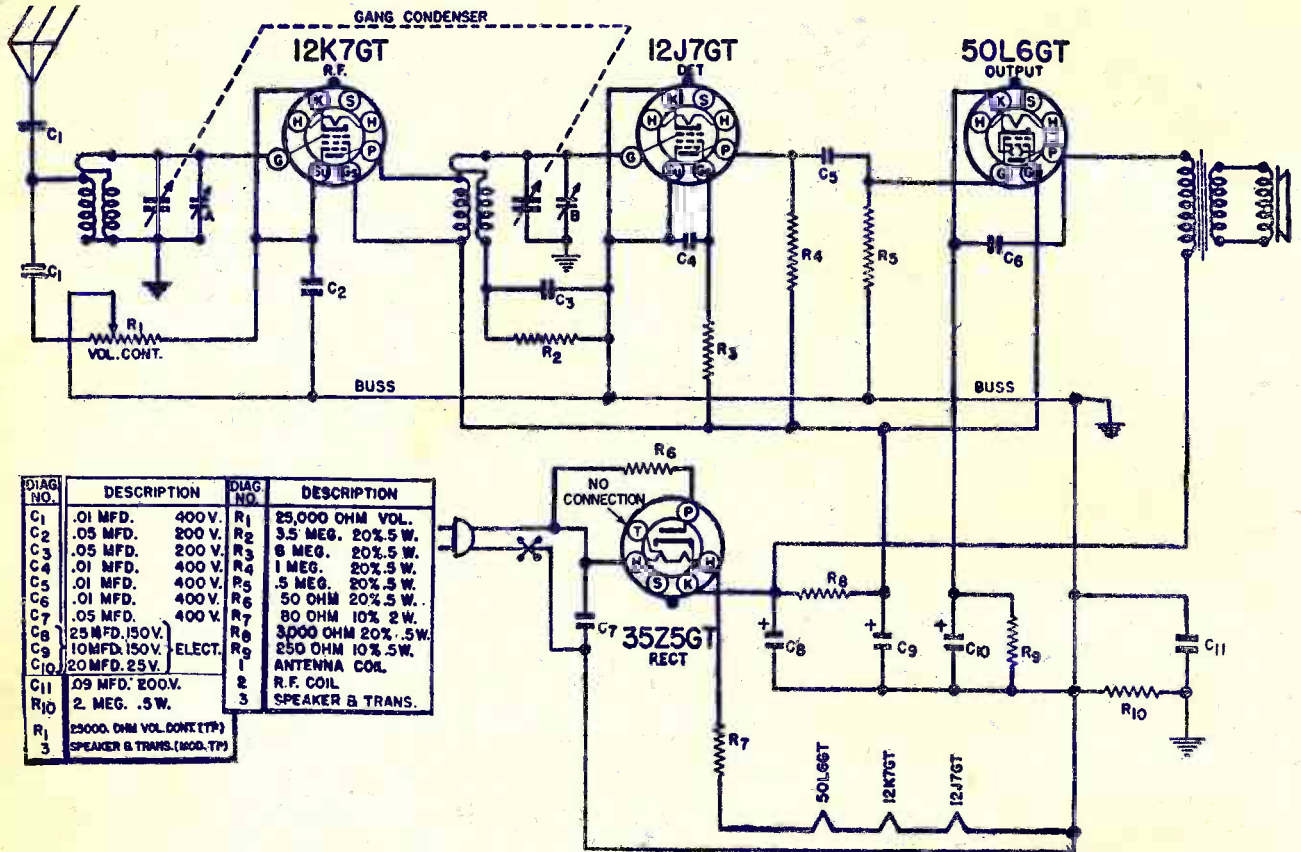 GANG CONDENSER
12K7GT
R.F.
12J7GT
DET
50L6GT
OUTPUT
K S
H H
G P
Su Gs
K S
H H
G P
Su Gs
K S
H H
P
G Gs
C1
A
B
C5
C4
R4
R5
C6
C1
C2
C3
R1
VOL. CONT.
R2
R3
BUSS
BUSS
R6
NO
CONNECTION
P
T
H H
S K
35Z5GT
RECT
C7
R8
C8
C9
C10
R9
C11
R10
R7
50L6GT
12K7GT
12J7GT
DIAG. NO. DESCRIPTION DIAG. NO. DESCRIPTION
C1 .01 MFD. 400 V. R1 25,000 OHM VOL.
C2 .05 MFD. 200 V. R2 3.5 MEG. 20% .5 W.
C3 .05 MFD. 200 V. R3 6 MEG. 20% .5 W.
C4 .01 MFD. 400 V. R4 1 MEG. 20% .5 W.
C5 .01 MFD. 400 V. R5 .5 MEG. 20% .5 W.
C6 .01 MFD. 400 V. R6 50 OHM 20% .5 W.
C7 .05 MFD. 400 V. R7 80 OHM 10% 2 W.
C8 25 MFD. 150 V. R8 3,000 OHM 20% .5 W.
C9 10 MFD. 150 V. ELECT. R9 250 OHM 10% .5 W.
C10 20 MFD. 25 V. 1 ANTENNA COIL
C11 .09 MFD. 200 V. 2 R.F. COIL
R10 2 MEG. .5 W. 3 SPEAKER & TRANS.
R1 25000. OHM VOL. CONT. (TP)
3 SPEAKER & TRANS. (MOD. TP)